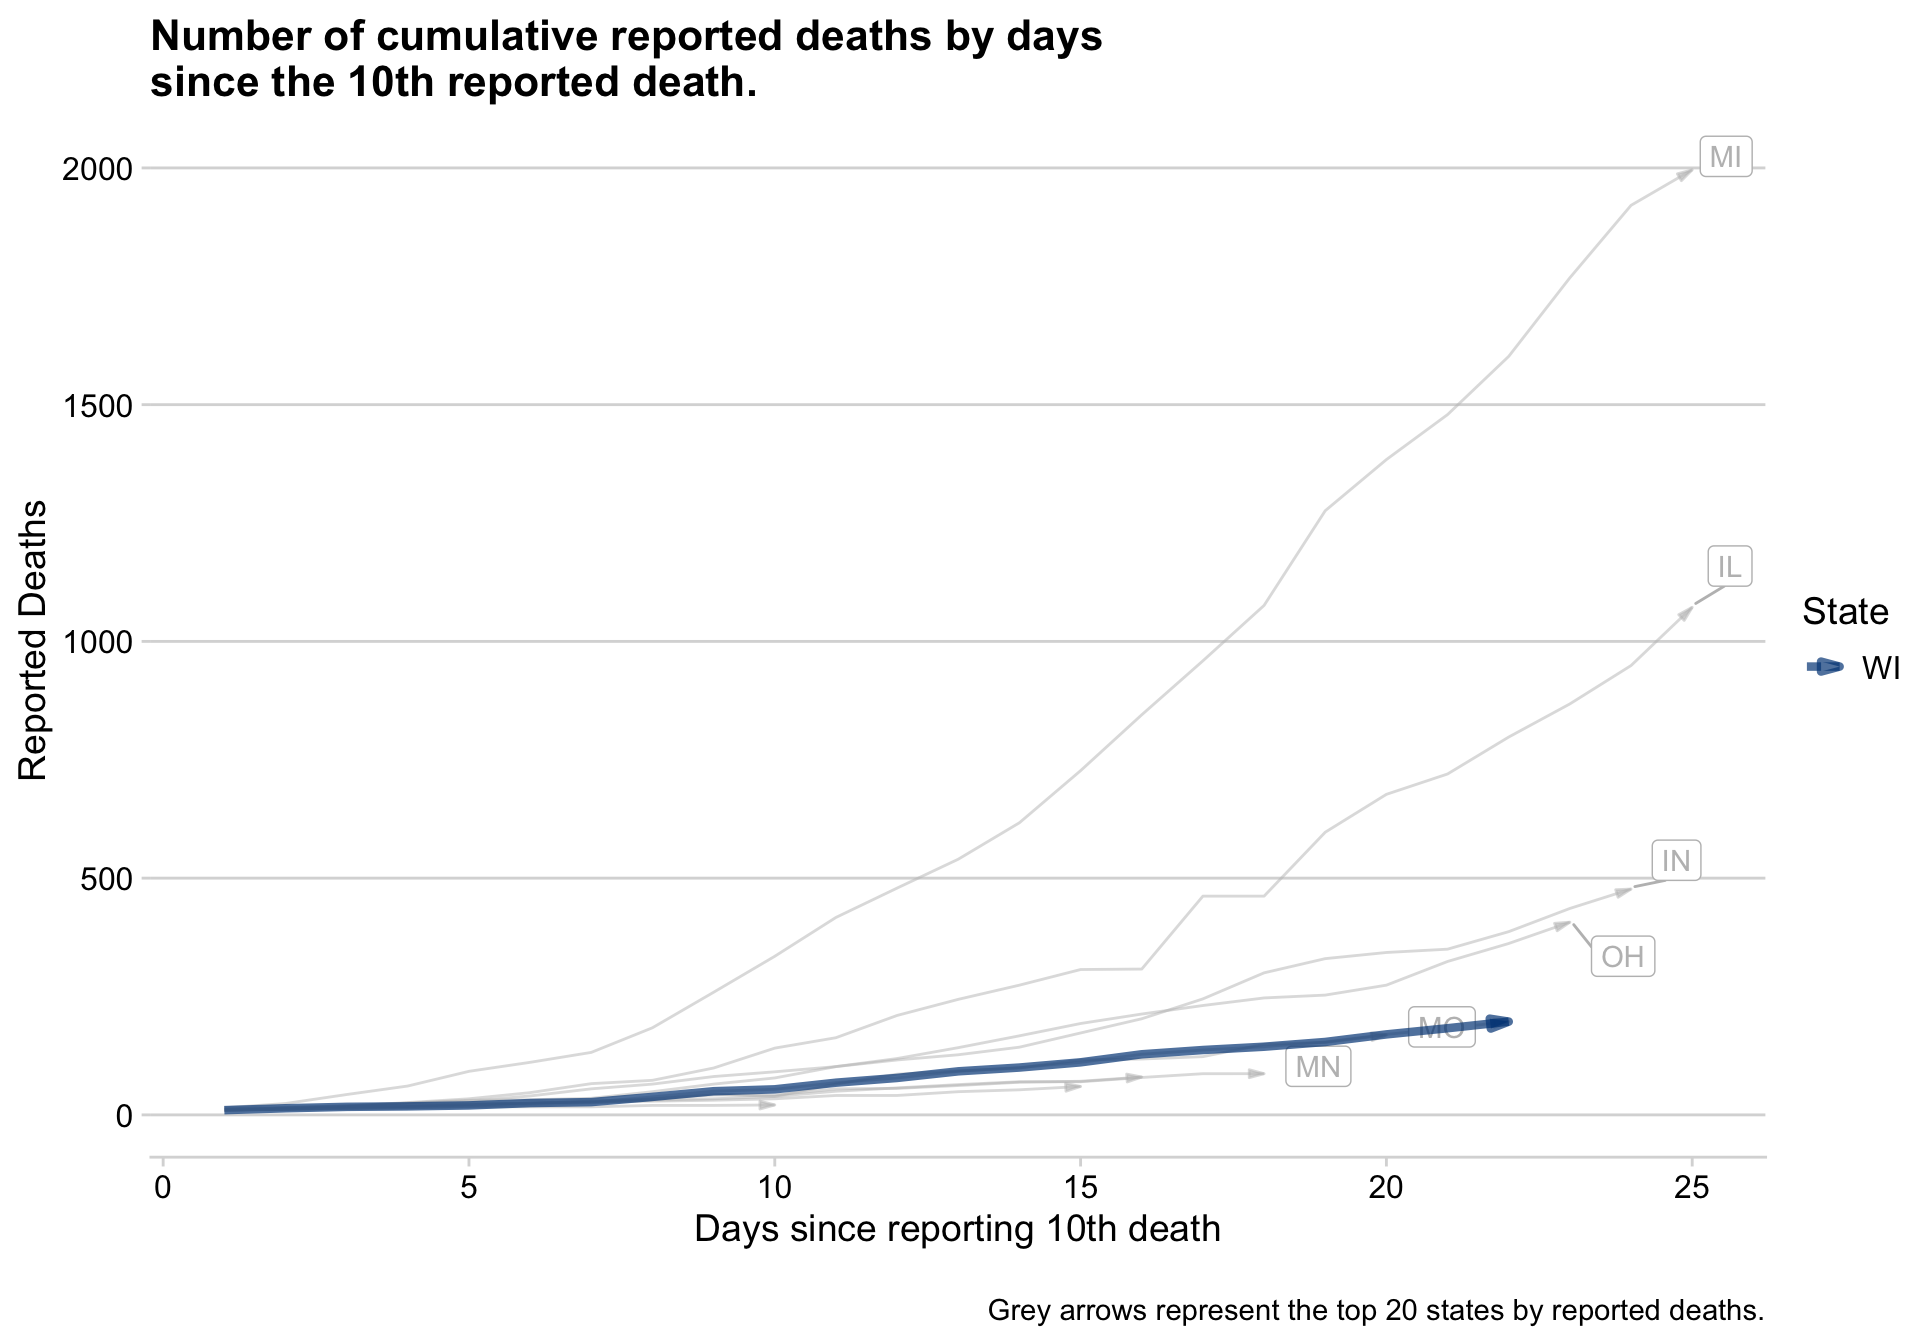 Number of cumulative reported deaths by days
since the 10th reported death.
2000
1500
1000
500
0
Reported Deaths
MI
IL
IN
OH
MO
MN
State
WI
0 5 10 15 20 25
Days since reporting 10th death
Grey arrows represent the top 20 states by reported deaths.